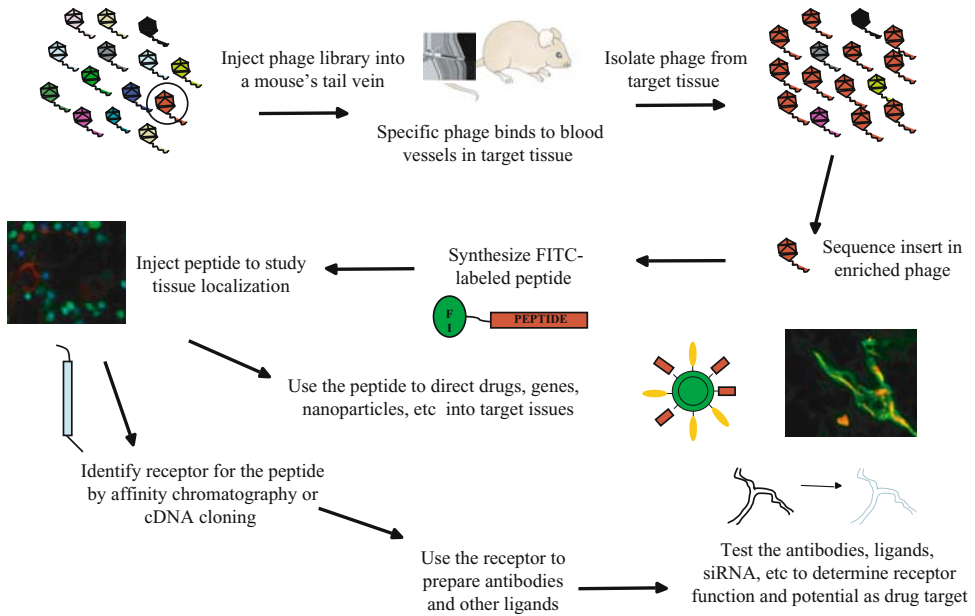 Inject phage library into
a mouse's tail vein
Specific phage binds to blood
vessels in target tissue
Isolate phage from
target tissue
Sequence insert in
enriched phage
Synthesize FITC-
labeled peptide
F
I
PEPTIDE
Inject peptide to study
tissue localization
Use the peptide to direct drugs, genes,
nanoparticles, etc into target issues
Identify receptor for the peptide
by affinity chromatography or
cDNA cloning
Use the receptor to
prepare antibodies
and other ligands
Test the antibodies, ligands,
siRNA, etc to determine receptor
function and potential as drug target